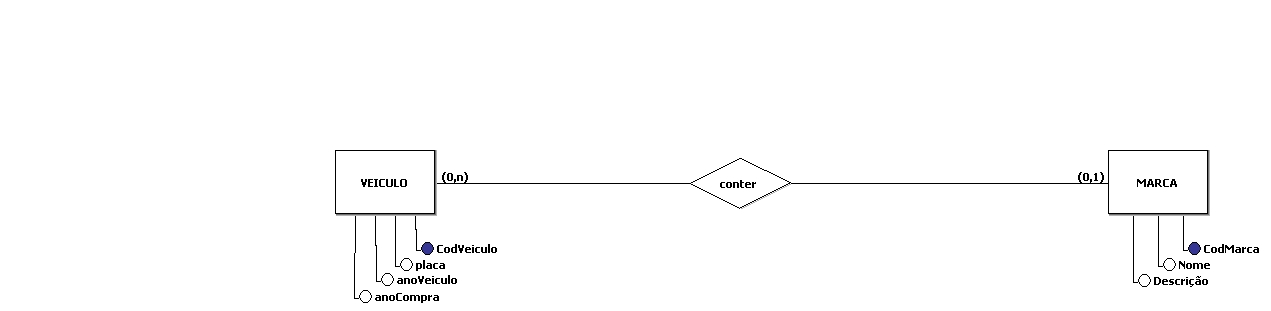 VEICULO
(0,n)
conter
(0,1)
MARCA
CodVeiculo
placa
anoVeiculo
anoCompra
CodMarca
Nome
Descrição